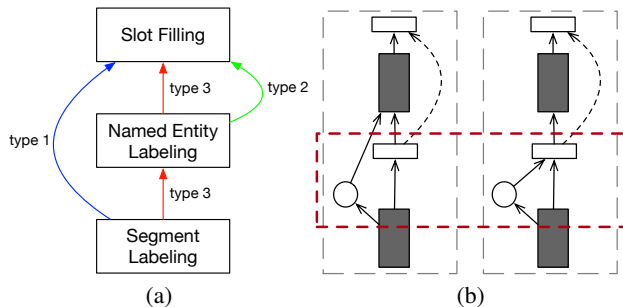 Slot Filling
type 3
type 2
type 1
Named Entity
Labeling
type 3
Segment
Labeling
(a)
(b)